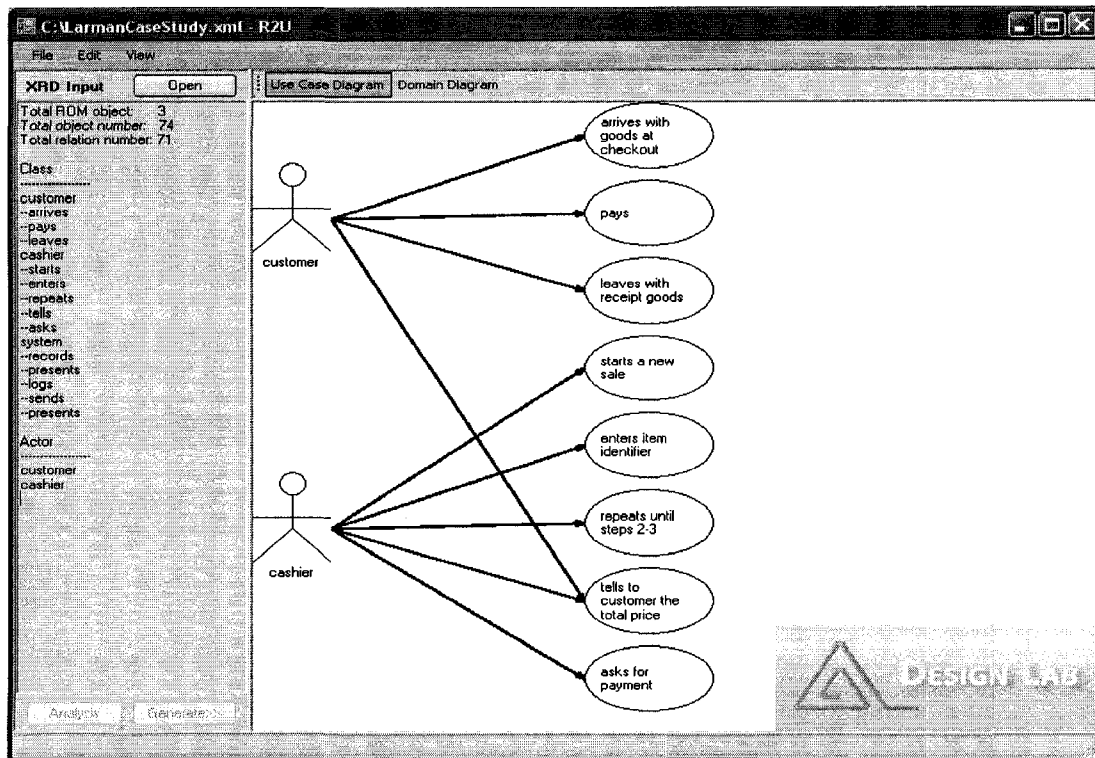 C:\LarmanCaseStudy.xml - R2U
File Edit View
XRD Input Open
Use Case Diagram Domain Diagram
Total ROM object: 3
Total object number: 74
Total relation number: 71
Class
customer
--arrives
--pays
--leaves
cashier
--starts
--enters
--repeats
--tells
--asks
system
--records
--presents
--logs
--sends
--presents
Actor
customer
cashier
Analysis Generate>>
customer
cashier
arrives with
goods at
checkout
pays
leaves with
receipt goods
starts a new
sale
enters item
identifier
repeats until
steps 2-3
tells to
customer the
total price
asks for
payment
DESIGN LAB